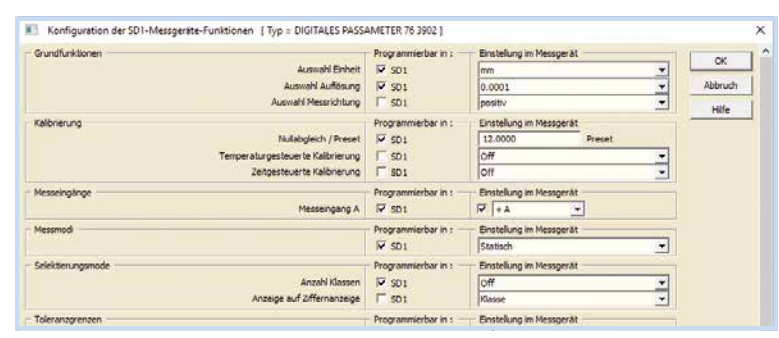 Konfiguration der SD1-Messgeräte-Funktionen [ Typ = DIGITALES PASSAMETER 76 3902 ]
Grundfunktionen Programmierbar in : Einstellung im Messgerät
OK
Auswahl Einheit SD1 mm
Auswahl Auflösung SD1 0.0001
Abbruch
Auswahl Messrichtung SD1 positiv
Hilfe
Kalibrierung Programmierbar in : Einstellung im Messgerät
Nullabgleich / Preset SD1 12.0000 Preset
Temperaturgesteuerte Kalibrierung SD1 Off
Zeitgesteuerte Kalibrierung SD1 Off
Messeingänge Programmierbar in : Einstellung im Messgerät
Messeingang A SD1 + A
Messmodi Programmierbar in : Einstellung im Messgerät
SD1 Statisch
Selektierungsmode Programmierbar in : Einstellung im Messgerät
Anzahl Klassen SD1 Off
Anzeige auf Ziffernanzeige SD1 Klasse
Toleranzgrenzen Programmierbar in : Einstellung im Messgerät